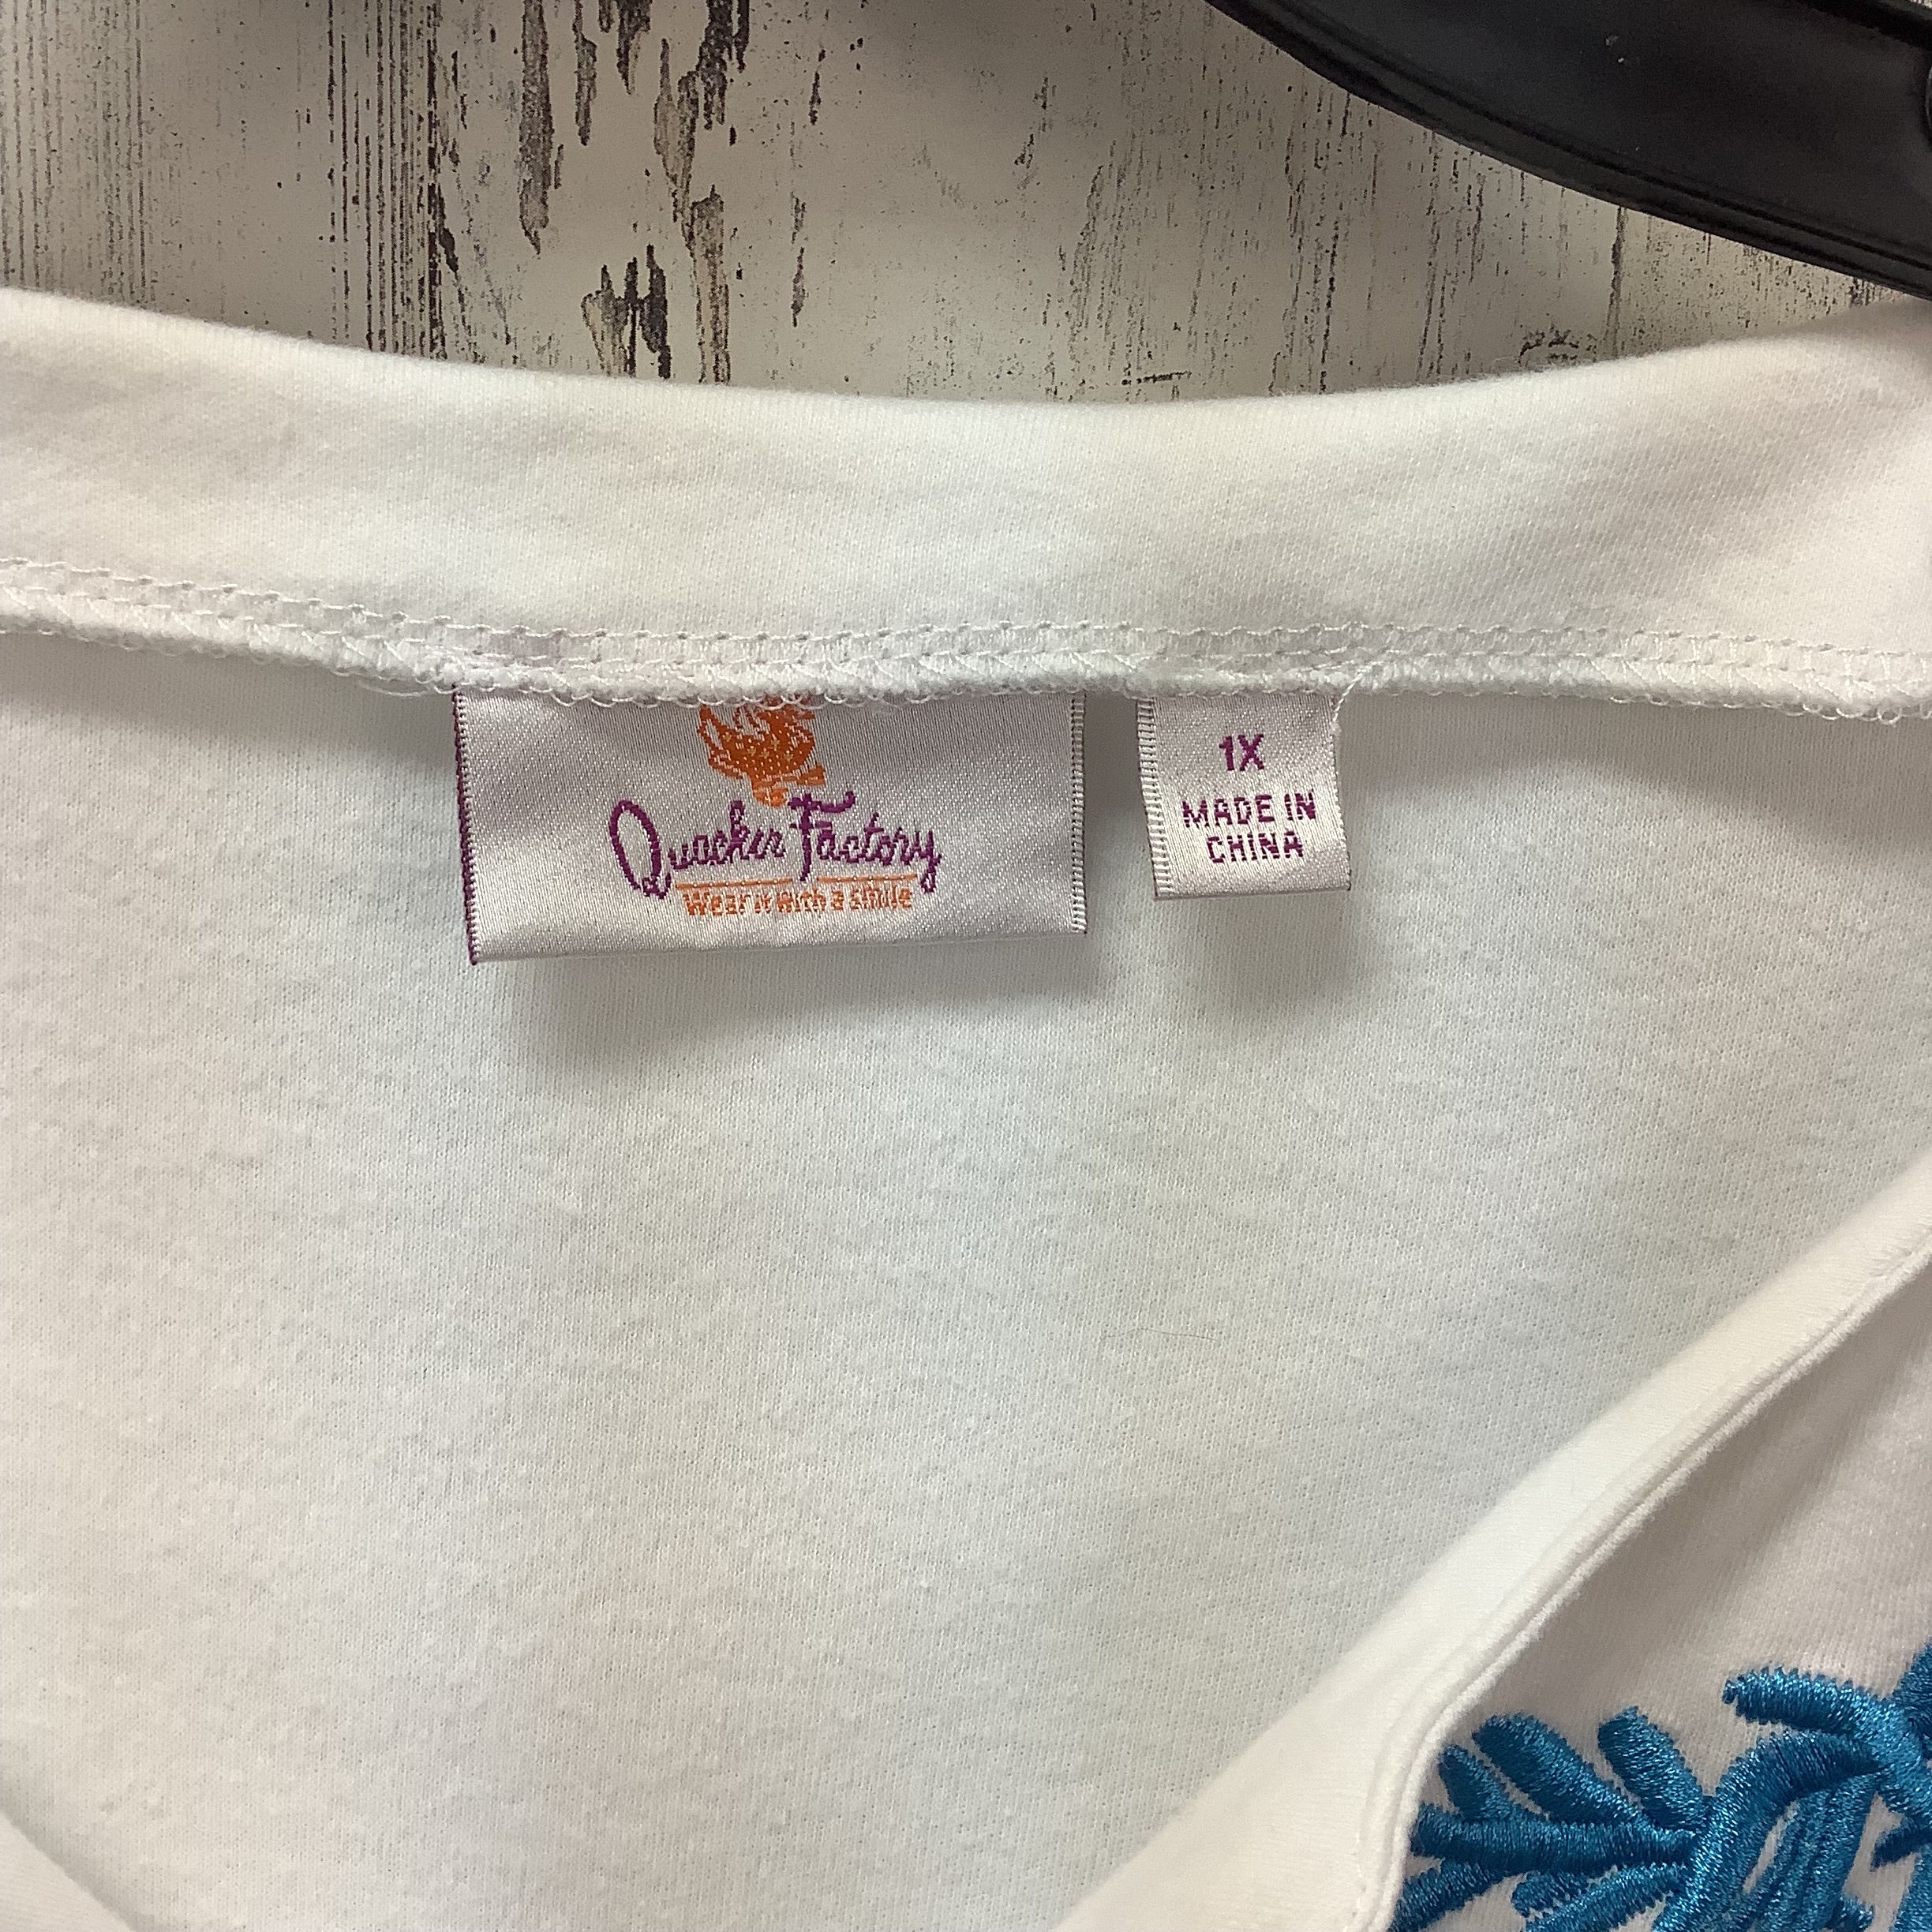 Quacker Factory
Wear it with a smile
1X
MADE IN
CHINA